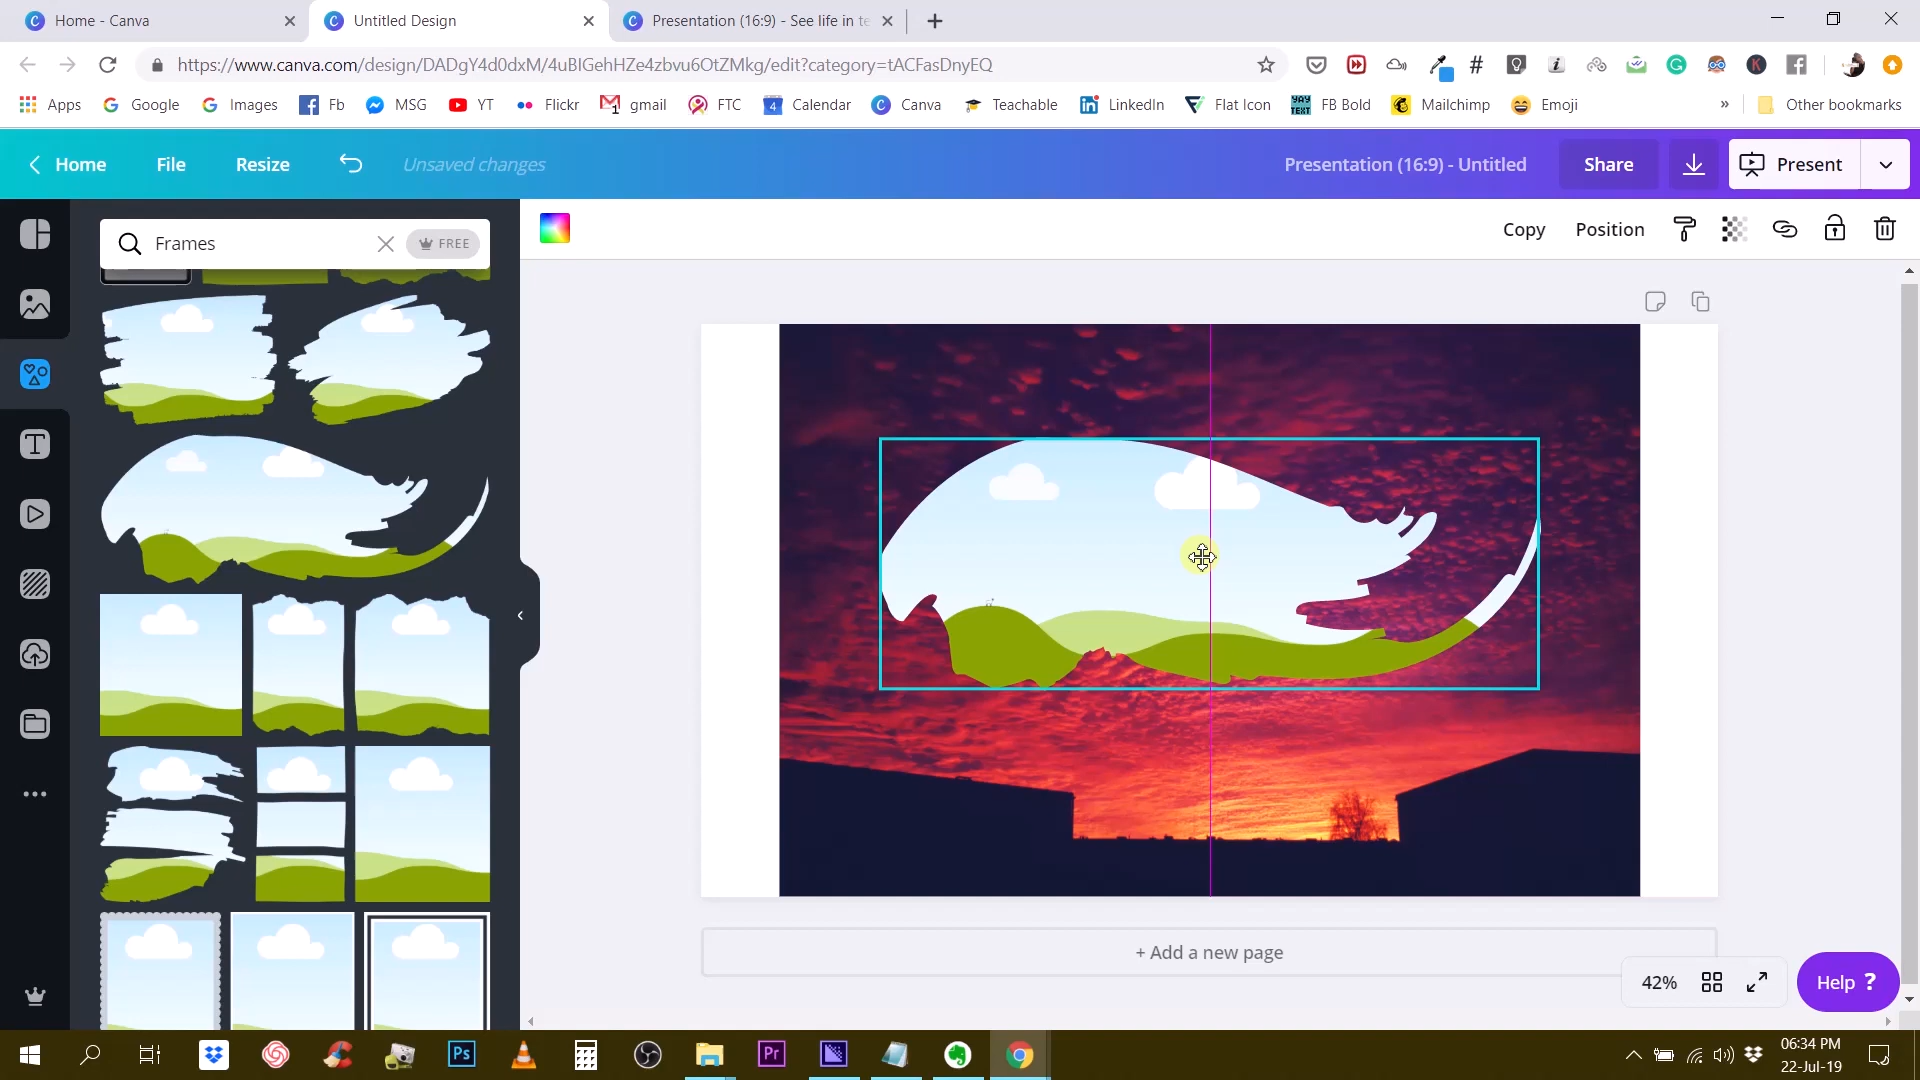 Home - Canva
Untitled Design
Presentation (16:9) - See life in te
https://www.canva.com/design/DADgY4d0dxM/4uBIGehHZe4zbvu6OtZMkg/edit?category=tACFasDnyEQ
Apps
Google
Images
Fb
MSG
YT
Flickr
gmail
FTC
Calendar
Canva
Teachable
LinkedIn
Flat Icon
FB Bold
Mailchimp
Emoji
»
Other bookmarks
Home
File
Resize
Unsaved changes
Presentation (16:9) - Untitled
Share
Present
Frames
FREE
Copy
Position
+ Add a new page
42%
Help ?
06:34 PM
22-Jul-19